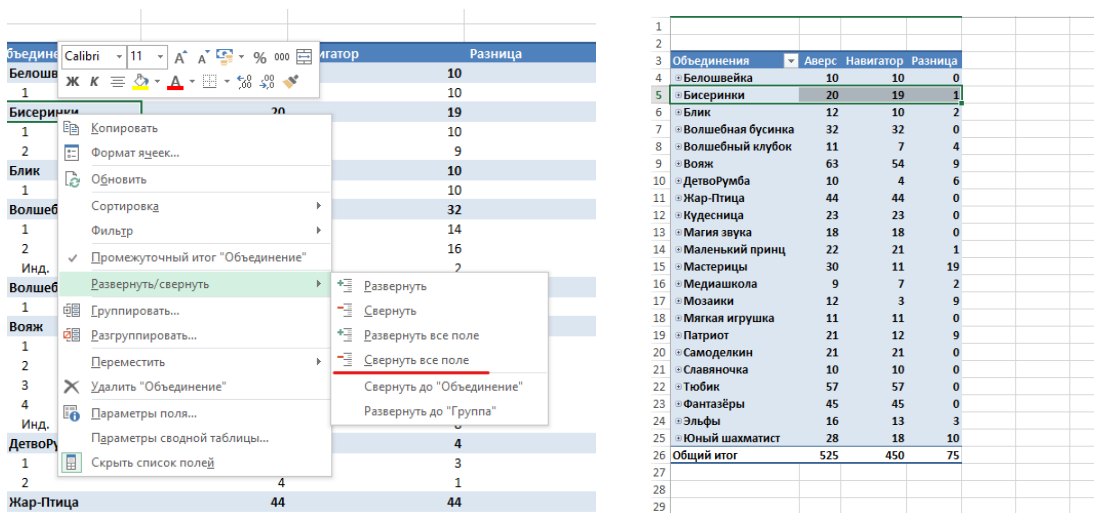 бъедине
игатор Разница
Calibri 11 % 000
Ж К А
Белошв 10
1 10
Бисеринки 20 19
1 10
2 9
Блик 10
1 10
Волшеб 32
1 14
2 16
Инд. 2
Волшеб
1
Вояж
1
2
3
4
Инд.
ДетвоРу 4
1 3
2 4 1
Жар-Птица 44 44
Копировать
Формат ячеек...
Обновить
Сортировка
Фильтр
Промежуточный итог "Объединение"
Развернуть/свернуть
Группировать...
Разгруппировать...
Переместить
Удалить "Объединение"
Параметры поля...
Параметры сводной таблицы...
Скрыть список полей
Развернуть
Свернуть
Развернуть все поле
Свернуть все поле
Свернуть до "Объединение"
Развернуть до "Группа"
1
2
3 Объединения Аверс Навигатор Разница
4 Белошвейка 10 10 0
5 Бисеринки 20 19 1
6 Блик 12 10 2
7 Волшебная бусинка 32 32 0
8 Волшебный клубок 11 7 4
9 Вояж 63 54 9
10 ДетвоРумба 10 4 6
11 Жар-Птица 44 44 0
12 Кудесница 23 23 0
13 Магия звука 18 18 0
14 Маленький принц 22 21 1
15 Мастерицы 30 11 19
16 Медиашкола 9 7 2
17 Мозаики 12 3 9
18 Мягкая игрушка 11 11 0
19 Патриот 21 12 9
20 Самоделкин 21 21 0
21 Славяночка 10 10 0
22 Тюбик 57 57 0
23 Фантазёры 45 45 0
24 Эльфы 16 13 3
25 Юный шахматист 28 18 10
26 Общий итог 525 450 75
27
28
29